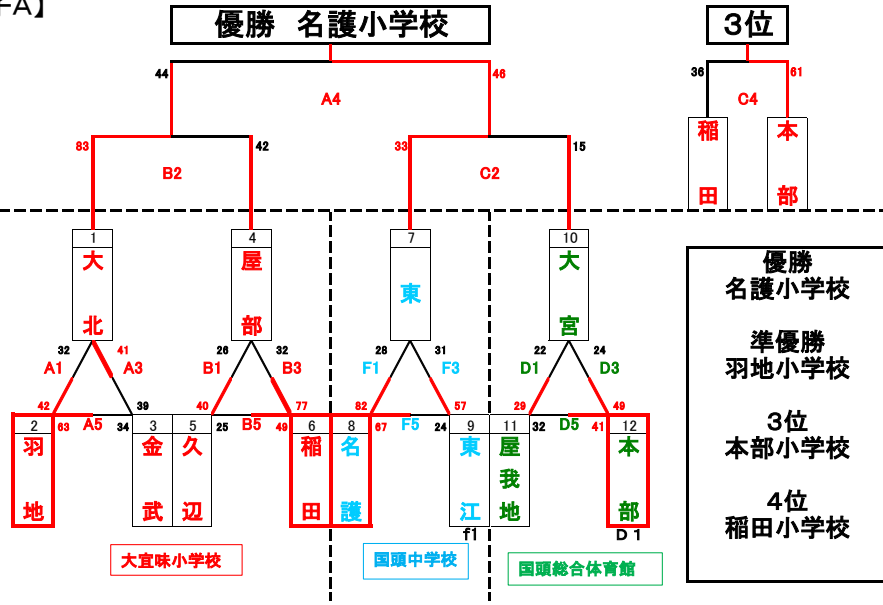 FA】
優勝 名護小学校
3位
44
46
36
61
A4
C4
稲田
本部
83
42
33
15
B2
C2
1
4
7
10
大北
屋部
東
大宮
32
41
26
32
28
31
22
24
A1
A3
B1
B3
F1
F3
D1
D3
42
39
40
77
82
57
29
49
63
A5
34
25
B5
49
67
F5
24
32
D5
41
2
3
5
6
8
9
11
12
羽地
金武
久辺
稲田
名護
東江
屋我地
本部
f1
D 1
大宜味小学校
国頭中学校
国頭総合体育館
優勝
名護小学校
準優勝
羽地小学校
3位
本部小学校
4位
稲田小学校